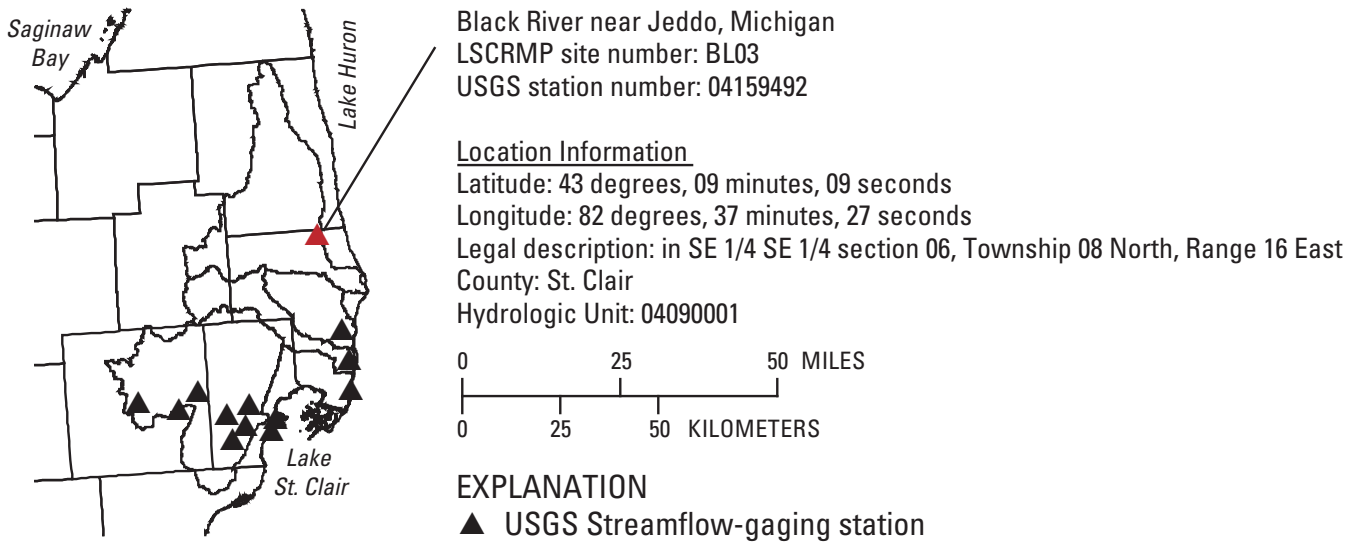 Saginaw
Bay
Lake Huron
Black River near Jeddo, Michigan
LSCRMP site number: BL03
USGS station number: 04159492
Location Information
Latitude: 43 degrees, 09 minutes, 09 seconds
Longitude: 82 degrees, 37 minutes, 27 seconds
Legal description: in SE 1/4 SE 1/4 section 06, Township 08 North, Range 16 East
County: St. Clair
Hydrologic Unit: 04090001
0 25 50 MILES
0 25 50 KILOMETERS
Lake
St. Clair
EXPLANATION
USGS Streamflow-gaging station